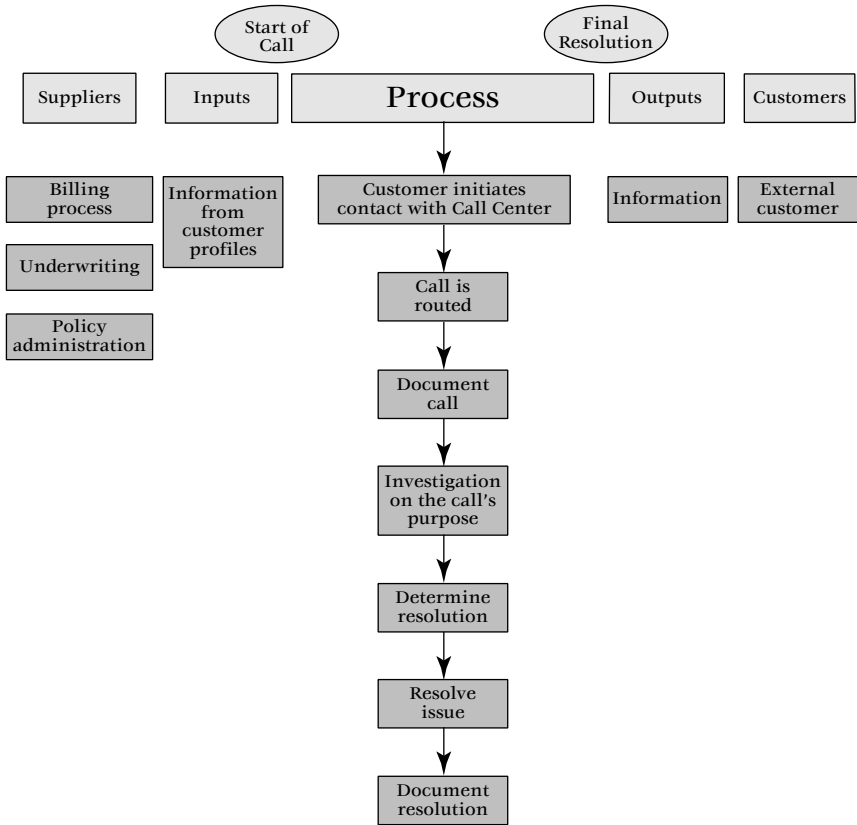 Start of
Call
Final
Resolution
Suppliers
Inputs
Process
Outputs
Customers
Billing
process
Underwriting
Policy
administration
Information
from
customer
profiles
Customer initiates
contact with Call Center
Call is
routed
Document
call
Investigation
on the call's
purpose
Determine
resolution
Resolve
issue
Document
resolution
Information
External
customer